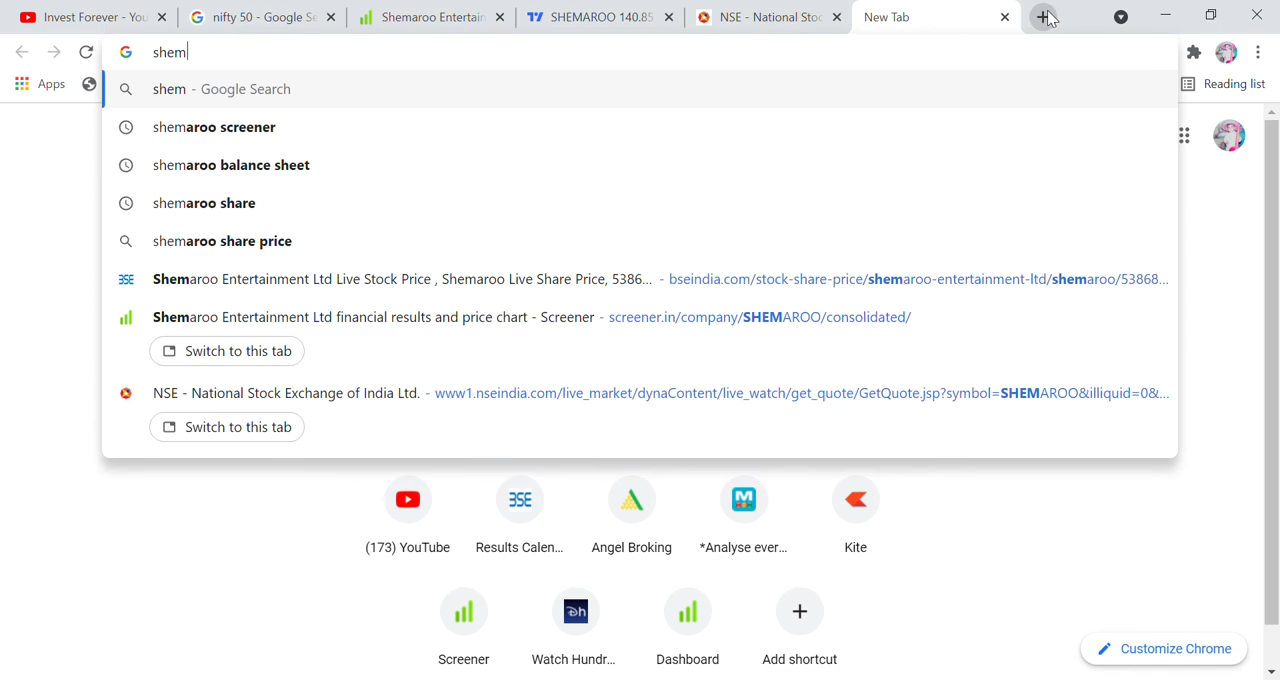 Invest Forever - You
nifty 50 - Google Se
Shemaroo Entertain
SHEMAROO 140.85
NSE - National Stoc
New Tab
shem
Apps
Reading list
shem - Google Search
shemaroo screener
shemaroo balance sheet
shemaroo share
shemaroo share price
BSE Shemaroo Entertainment Ltd Live Stock Price , Shemaroo Live Share Price, 5386... - bseindia.com/stock-share-price/shemaroo-entertainment-ltd/shemaroo/53868...
Shemaroo Entertainment Ltd financial results and price chart - Screener - screener.in/company/SHEMAROO/consolidated/
Switch to this tab
NSE - National Stock Exchange of India Ltd. - www1.nseindia.com/live_market/dynaContent/live_watch/get_quote/GetQuote.jsp?symbol=SHEMAROO&illiquid=0&...
Switch to this tab
BSE M
(173) YouTube Results Calen... Angel Broking *Analyse ever... Kite
Dh
Screener Watch Hundr... Dashboard Add shortcut
Customize Chrome